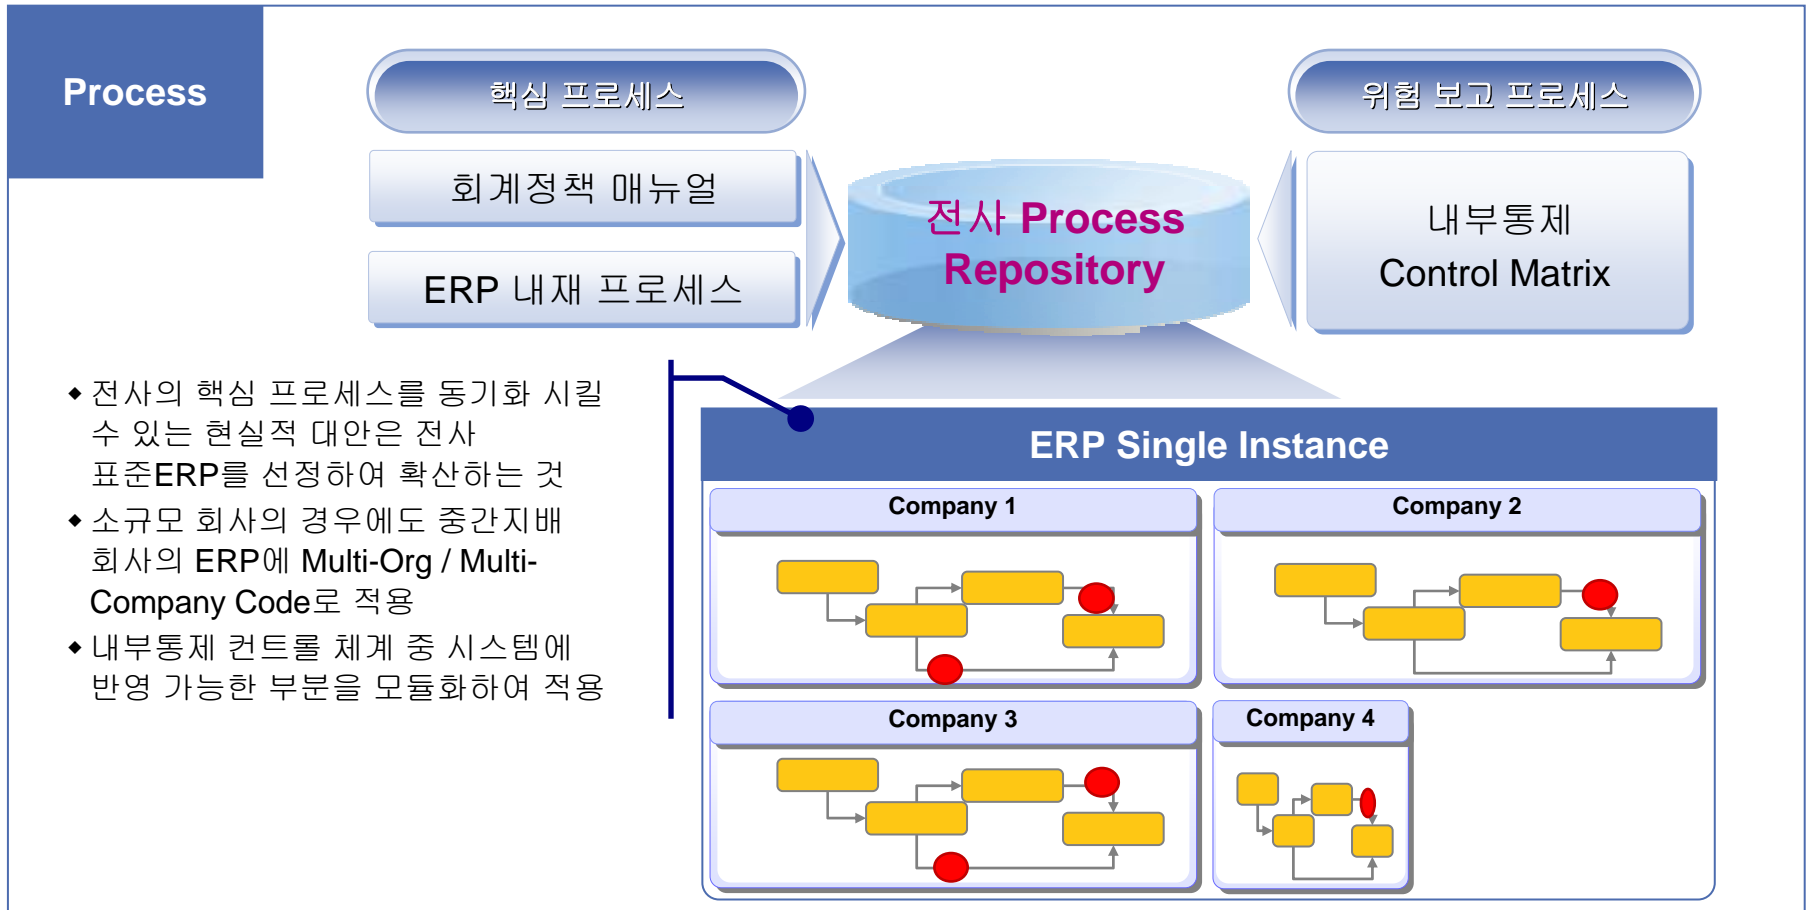 Process
핵심 프로세스
위험 보고 프로세스
회계정책 매뉴얼
ERP 내재 프로세스
전사 Process
Repository
내부통제
Control Matrix
◆ 전사의 핵심 프로세스를 동기화 시킬
수 있는 현실적 대안은 전사
표준ERP를 선정하여 확산하는 것
◆ 소규모 회사의 경우에도 중간지배
회사의 ERP에 Multi-Org / Multi-
Company Code로 적용
◆ 내부통제 컨트롤 체계 중 시스템에
반영 가능한 부분을 모듈화하여 적용
ERP Single Instance
Company 1
Company 2
Company 3
Company 4